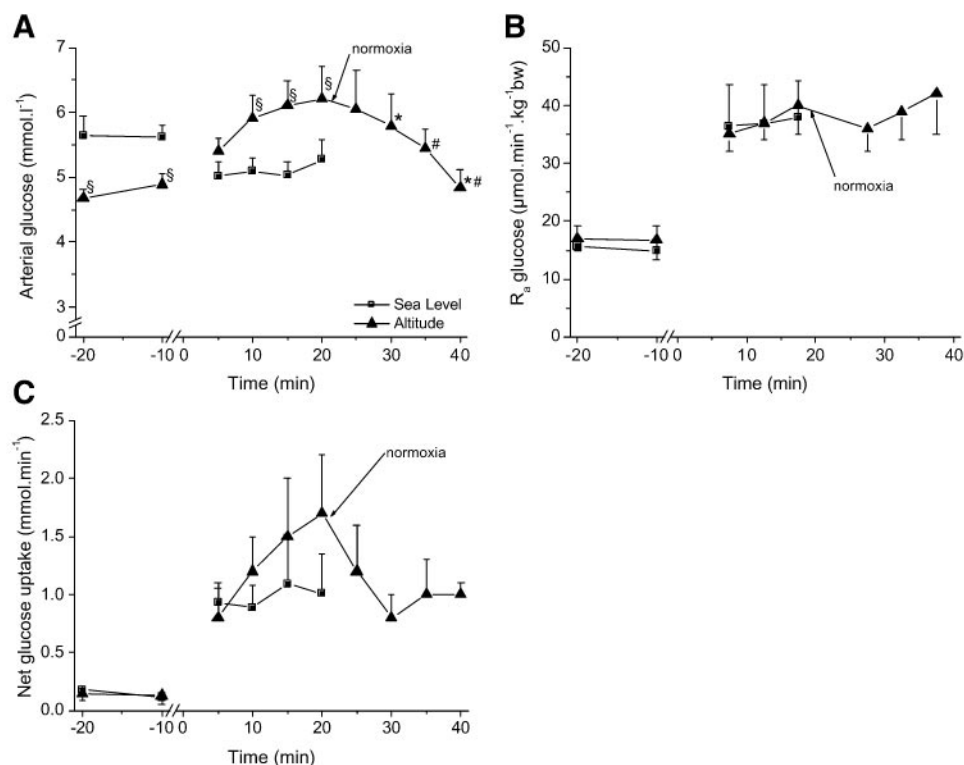 A
normoxia
Arterial glucose (mmol.l⁻¹)
7
6
5
4
3
0
§
§
§
§
§
*
#
*#
Sea Level
Altitude
-20 -10 0 10 20 30 40
Time (min)
B
Rₐ glucose (µmol.min⁻¹.kg⁻¹bw)
60
50
40
30
20
10
0
normoxia
-20 -10 0 10 20 30 40
Time (min)
C
Net glucose uptake (mmol.min⁻¹)
2.5
2.0
1.5
1.0
0.5
0.0
normoxia
-20 -10 0 10 20 30 40
Time (min)